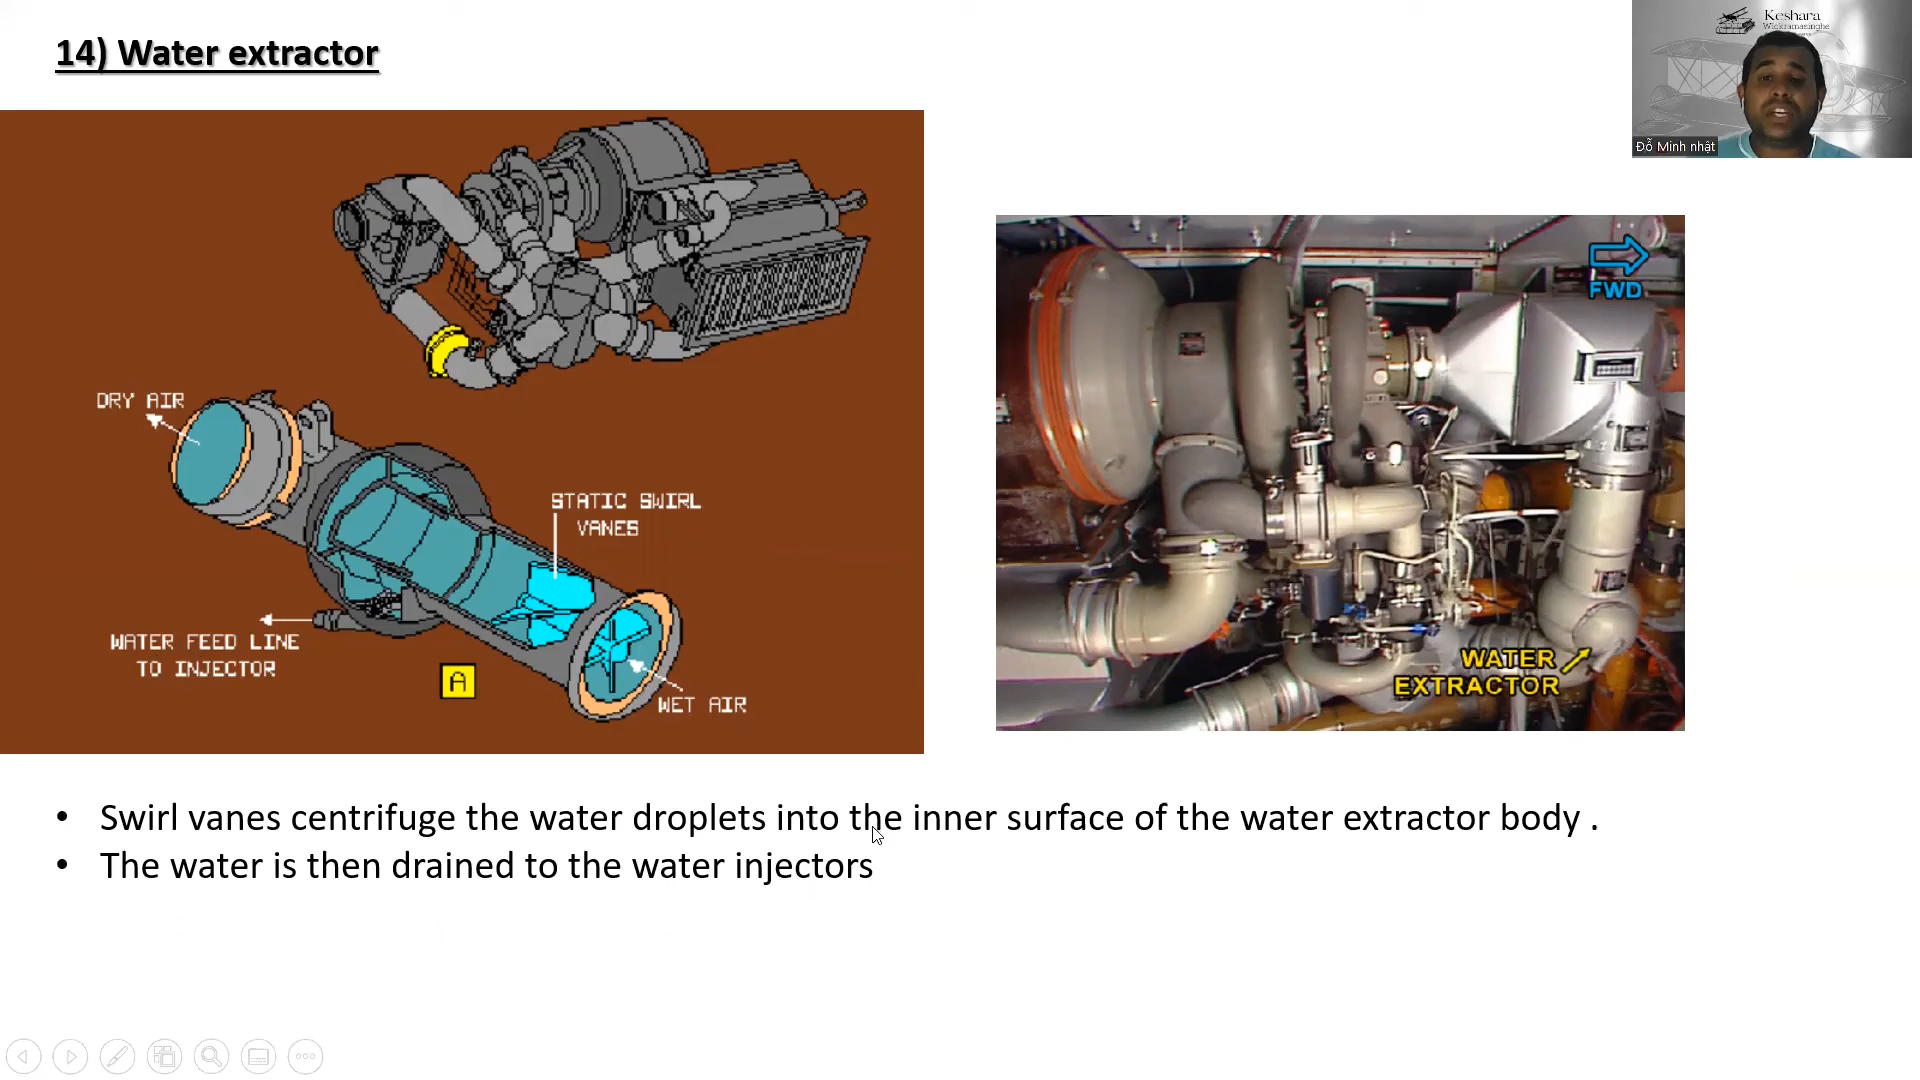 14) Water extractor
Keshara
Wickramasinghe
Đỗ Minh nhật
DRY AIR
STATIC SWIRL
VANES
WATER FEED LINE
TO INJECTOR
A
WET AIR
FWD
WATER
EXTRACTOR
• Swirl vanes centrifuge the water droplets into the inner surface of the water extractor body .
• The water is then drained to the water injectors